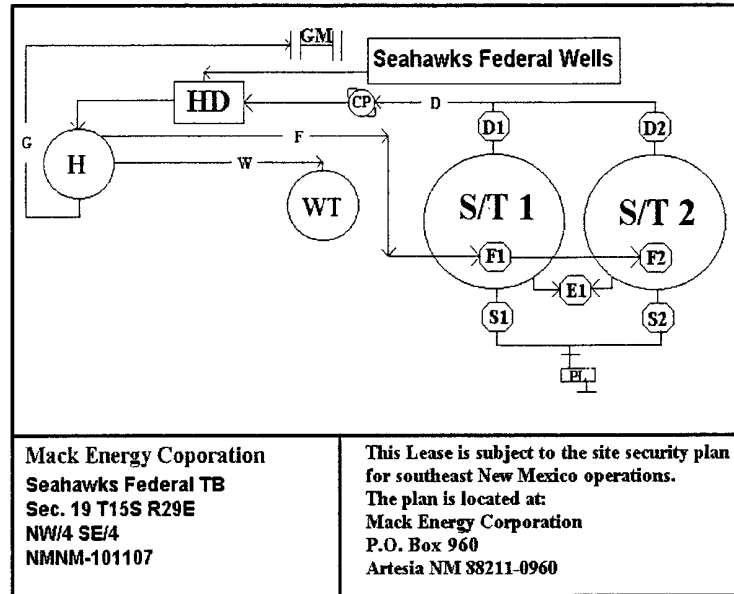 GM
Seahawks Federal Wells
HD
CP
D
D1
D2
G
H
F
W
WT
S/T 1
S/T 2
F1
F2
E1
S1
S2
PL
Mack Energy Coporation
Seahawks Federal TB
Sec. 19 T15S R29E
NW/4 SE/4
NMNM-101107
This Lease is subject to the site security plan
for southeast New Mexico operations.
The plan is located at:
Mack Energy Corporation
P.O. Box 960
Artesia NM 88211-0960